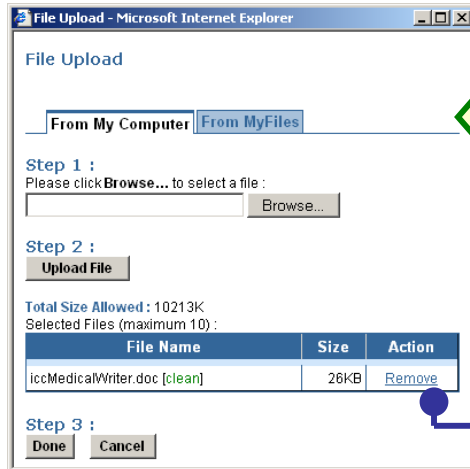 File Upload - Microsoft Internet Explorer
File Upload
From My Computer From MyFiles
Step 1 :
Please click Browse... to select a file :
Browse...
Step 2 :
Upload File
Total Size Allowed : 10213K
Selected Files (maximum 10) :
File Name Size Action
iccMedicalWriter.doc [clean] 26KB Remove
Step 3 :
Done Cancel